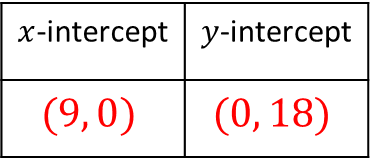 x-intercept y-intercept
(9, 0) (0, 18)